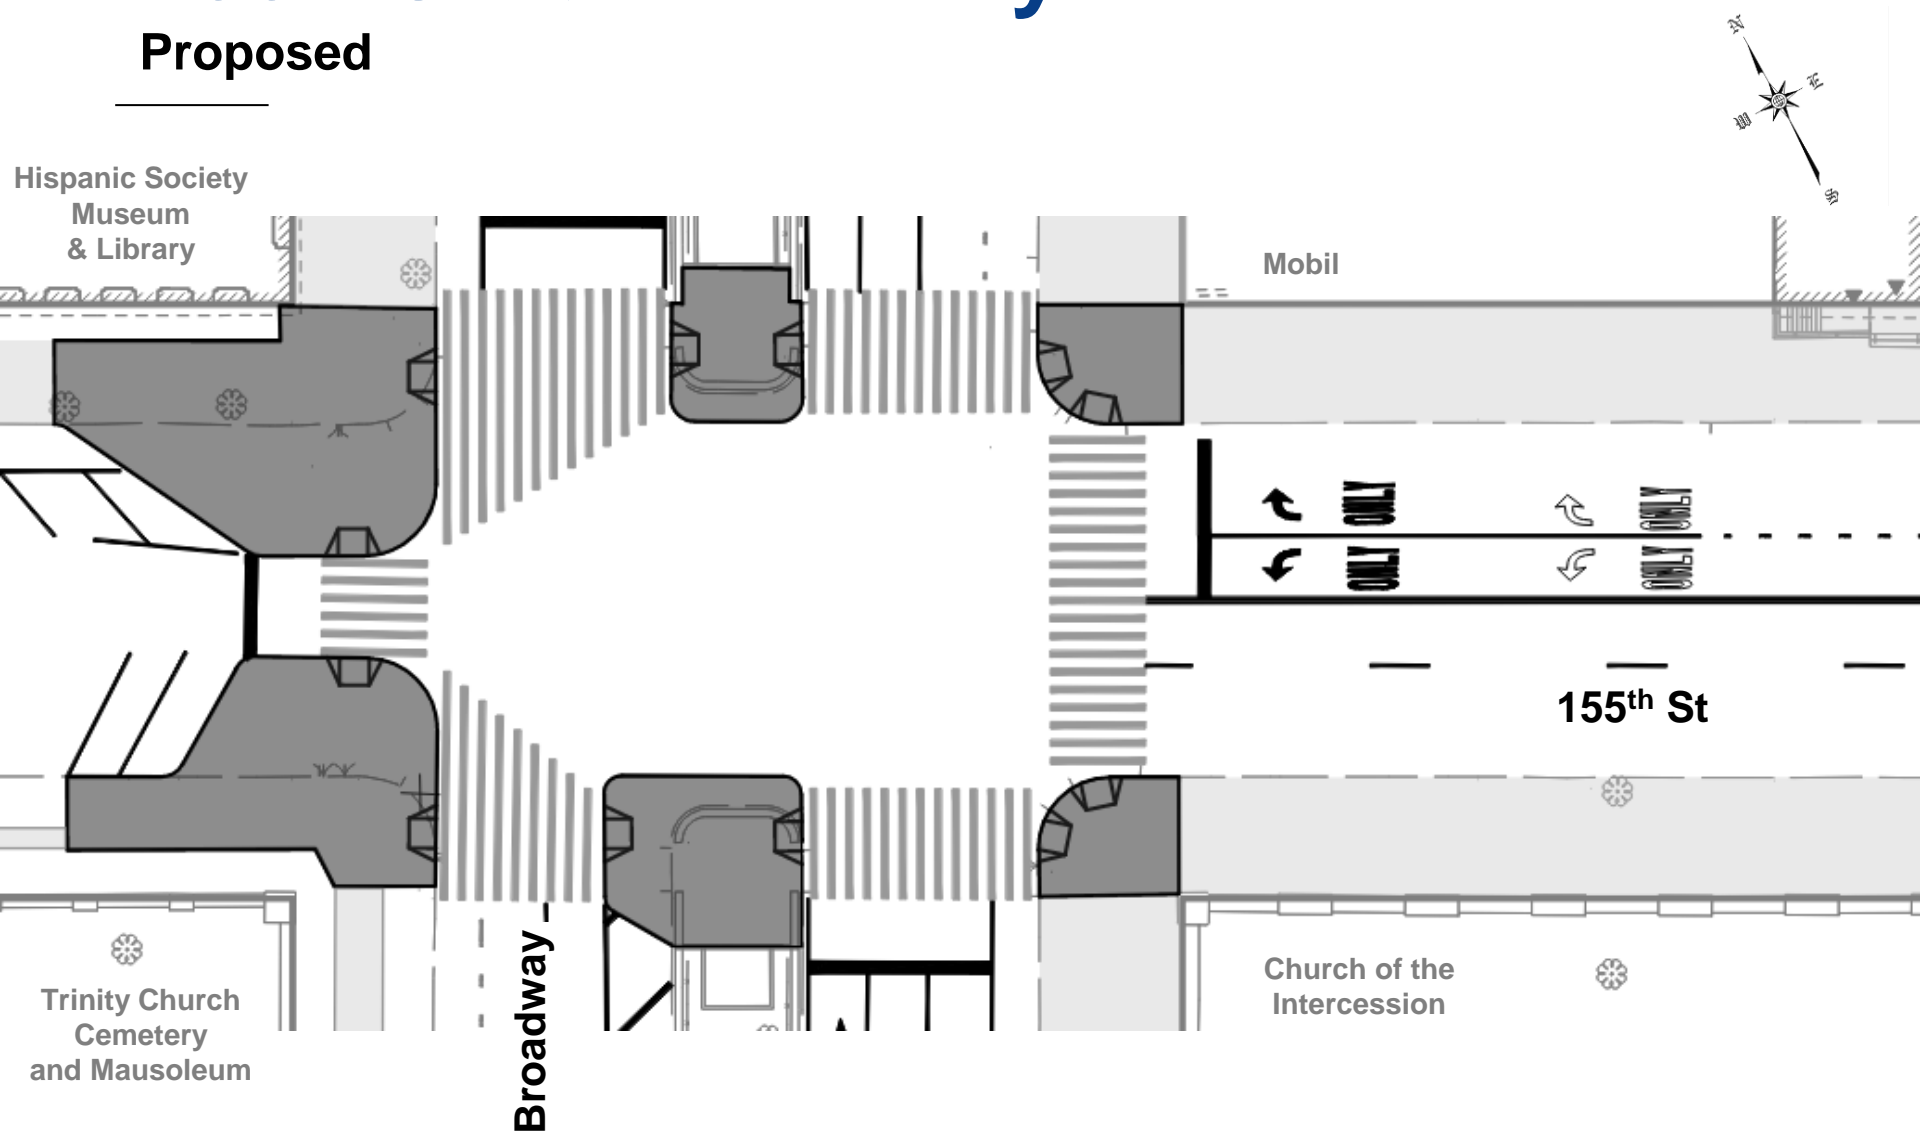 Proposed
N
E
W
S
Hispanic Society
Museum
& Library
Mobil
ONLY
ONLY
ONLY
ONLY
155th St
Broadway
Church of the
Intercession
Trinity Church
Cemetery
and Mausoleum